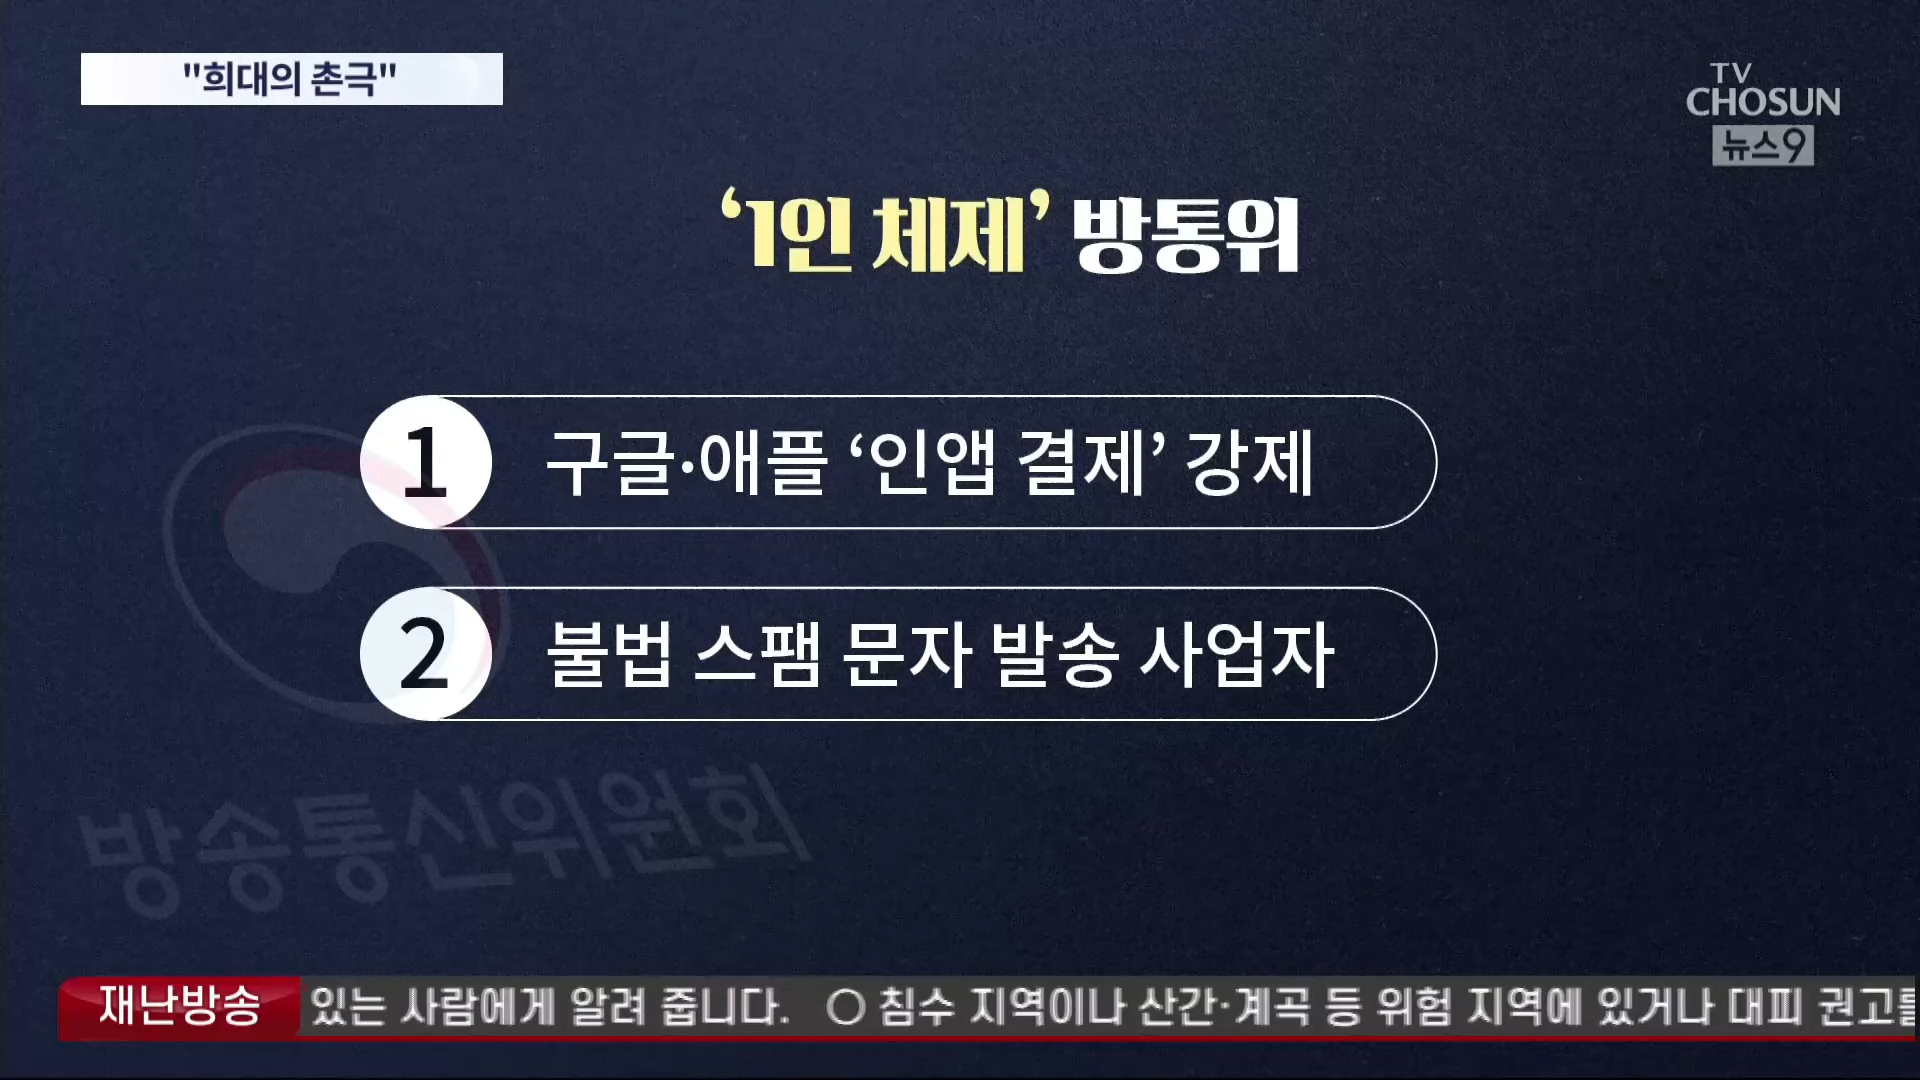 "희대의 촌극"
TV
CHOSUN
뉴스9
‘1인 체제’ 방통위
1 구글·애플 ‘인앱 결제’ 강제
2 불법 스팸 문자 발송 사업자
방송통신위원회
재난방송 있는 사람에게 알려 줍니다. ○ 침수 지역이나 산간·계곡 등 위험 지역에 있거나 대피